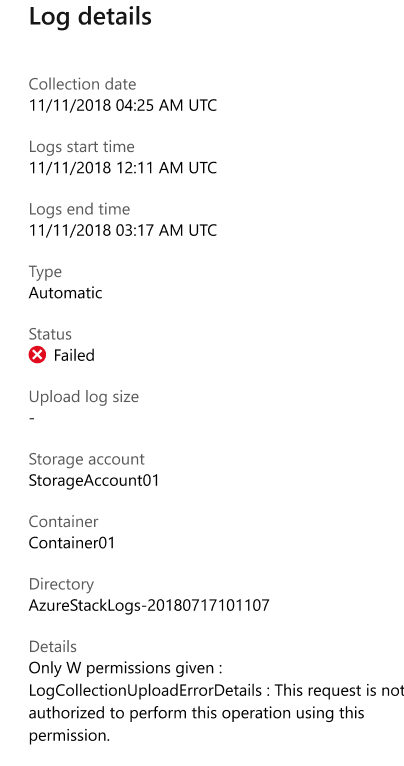 Log details
Collection date
11/11/2018 04:25 AM UTC
Logs start time
11/11/2018 12:11 AM UTC
Logs end time
11/11/2018 03:17 AM UTC
Type
Automatic
Status
Failed
Upload log size
-
Storage account
StorageAccount01
Container
Container01
Directory
AzureStackLogs-20180717101107
Details
Only W permissions given :
LogCollectionUploadErrorDetails : This request is not
authorized to perform this operation using this
permission.